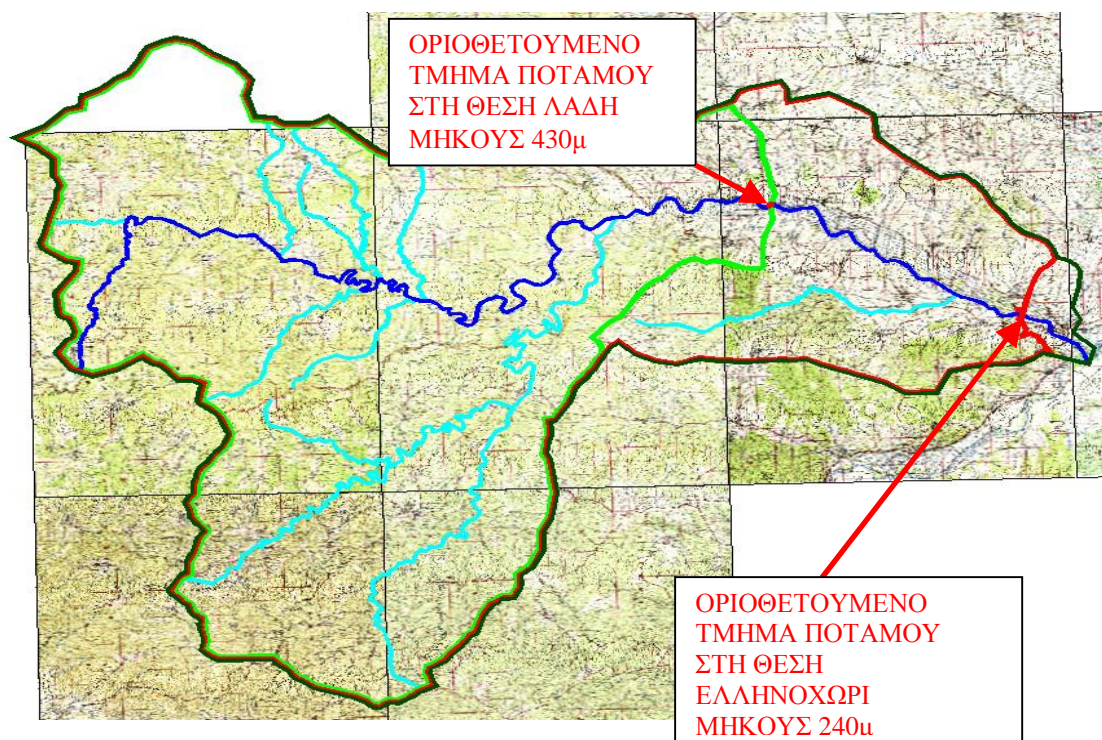 ΟΡΙΟΘΕΤΟΥΜΕΝΟ
ΤΜΗΜΑ ΠΟΤΑΜΟΥ
ΣΤΗ ΘΕΣΗ ΛΑΔΗ
ΜΗΚΟΥΣ 430μ
ΟΡΙΟΘΕΤΟΥΜΕΝΟ
ΤΜΗΜΑ ΠΟΤΑΜΟΥ
ΣΤΗ ΘΕΣΗ
ΕΛΛΗΝΟΧΩΡΙ
ΜΗΚΟΥΣ 240μ